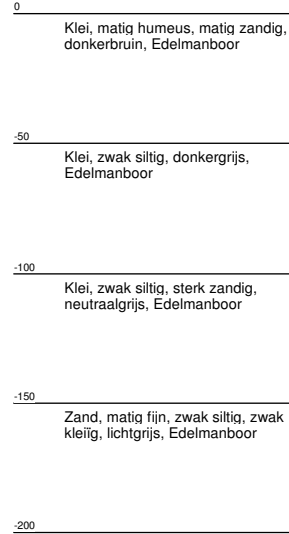 0
Klei, matig humeus, matig zandig,
donkerbruin, Edelmanboor
-50
Klei, zwak siltig, donkergrijs,
Edelmanboor
-100
Klei, zwak siltig, sterk zandig,
neutraalgrijs, Edelmanboor
-150
Zand, matig fijn, zwak siltig, zwak
kleiïg, lichtgrijs, Edelmanboor
-200